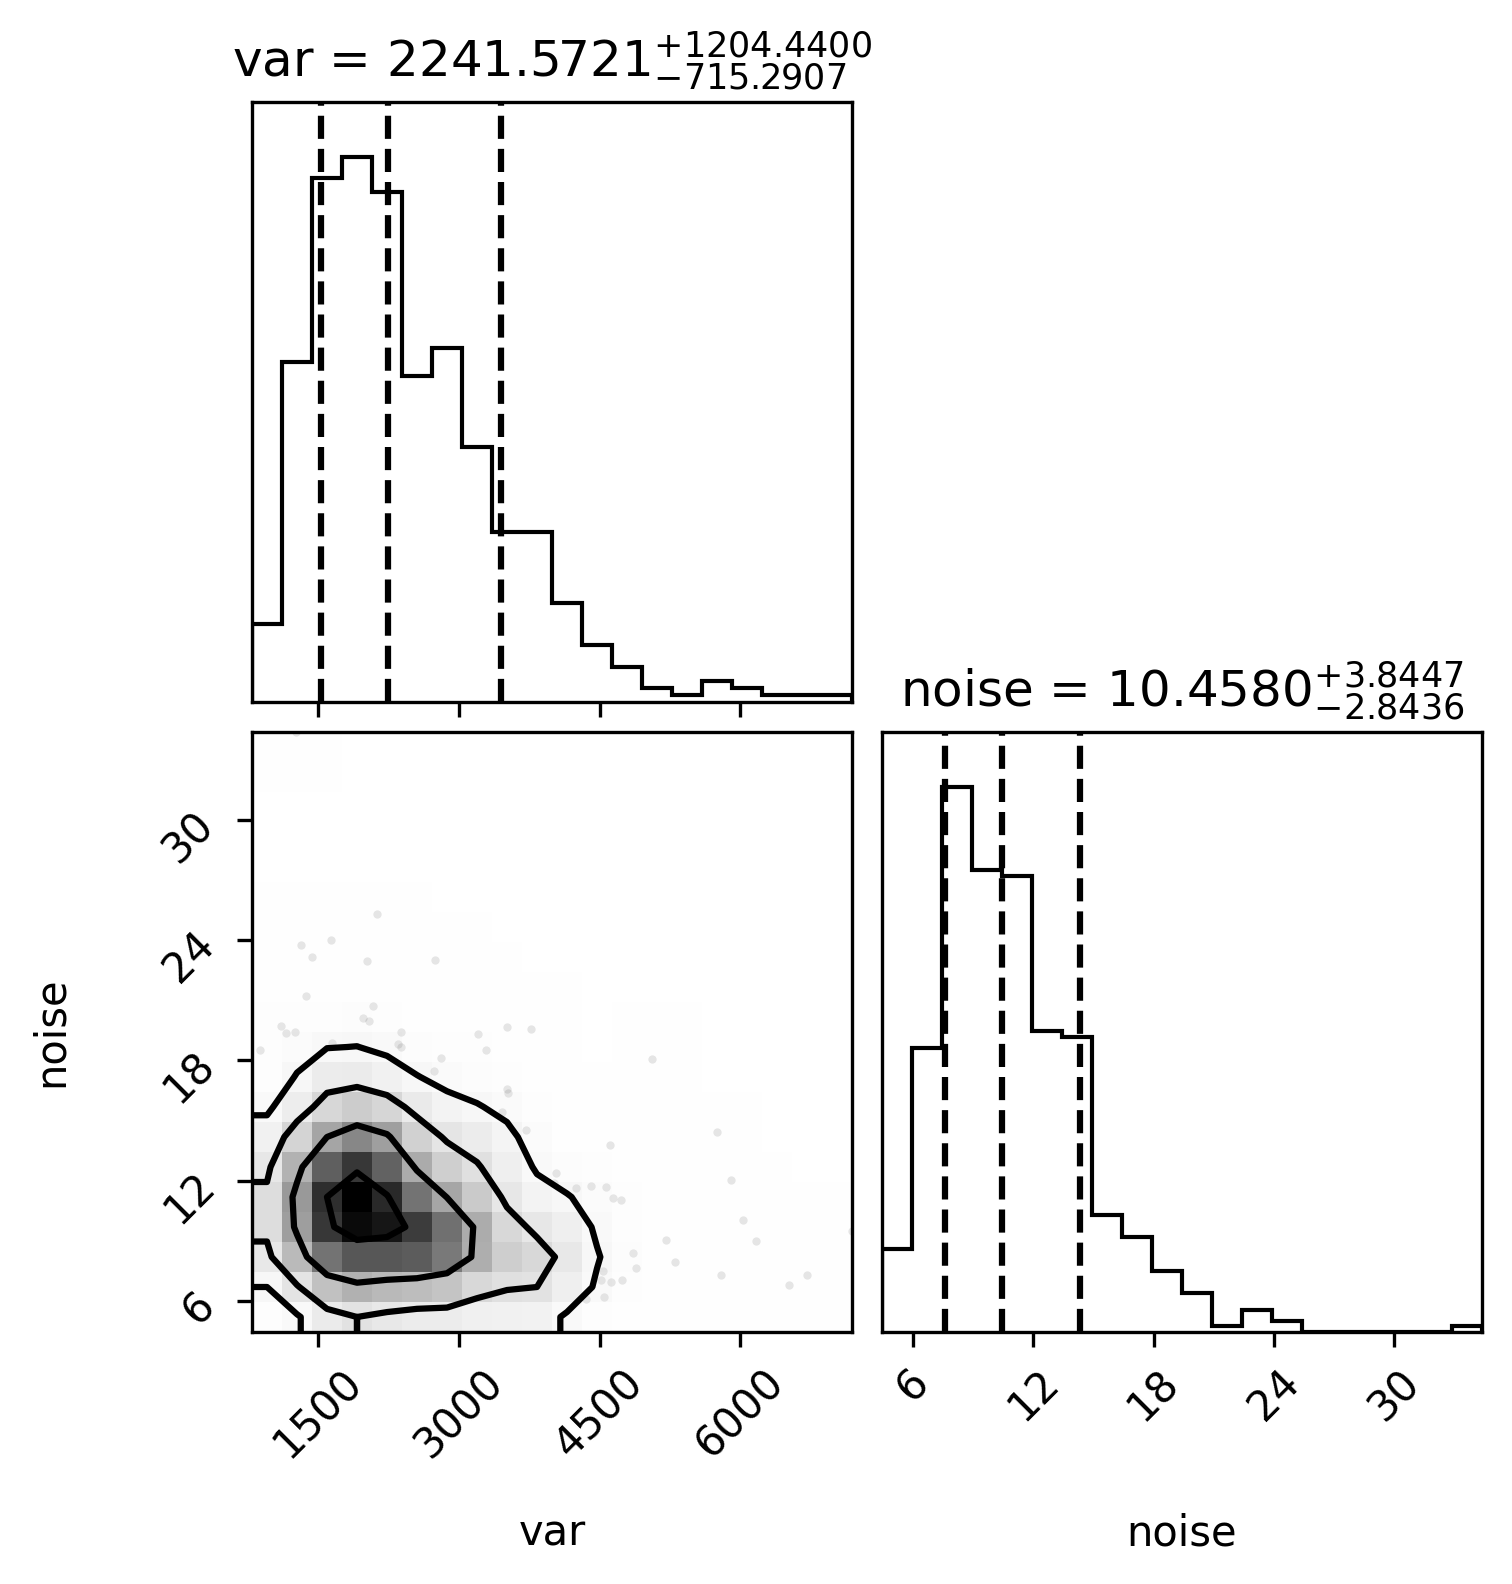 var = 2241.5721+1204.4400−715.2907
noise = 10.4580+3.8447−2.8436
30
24
18
12
6
noise
1500 3000 4500 6000
6 12 18 24 30
var
noise